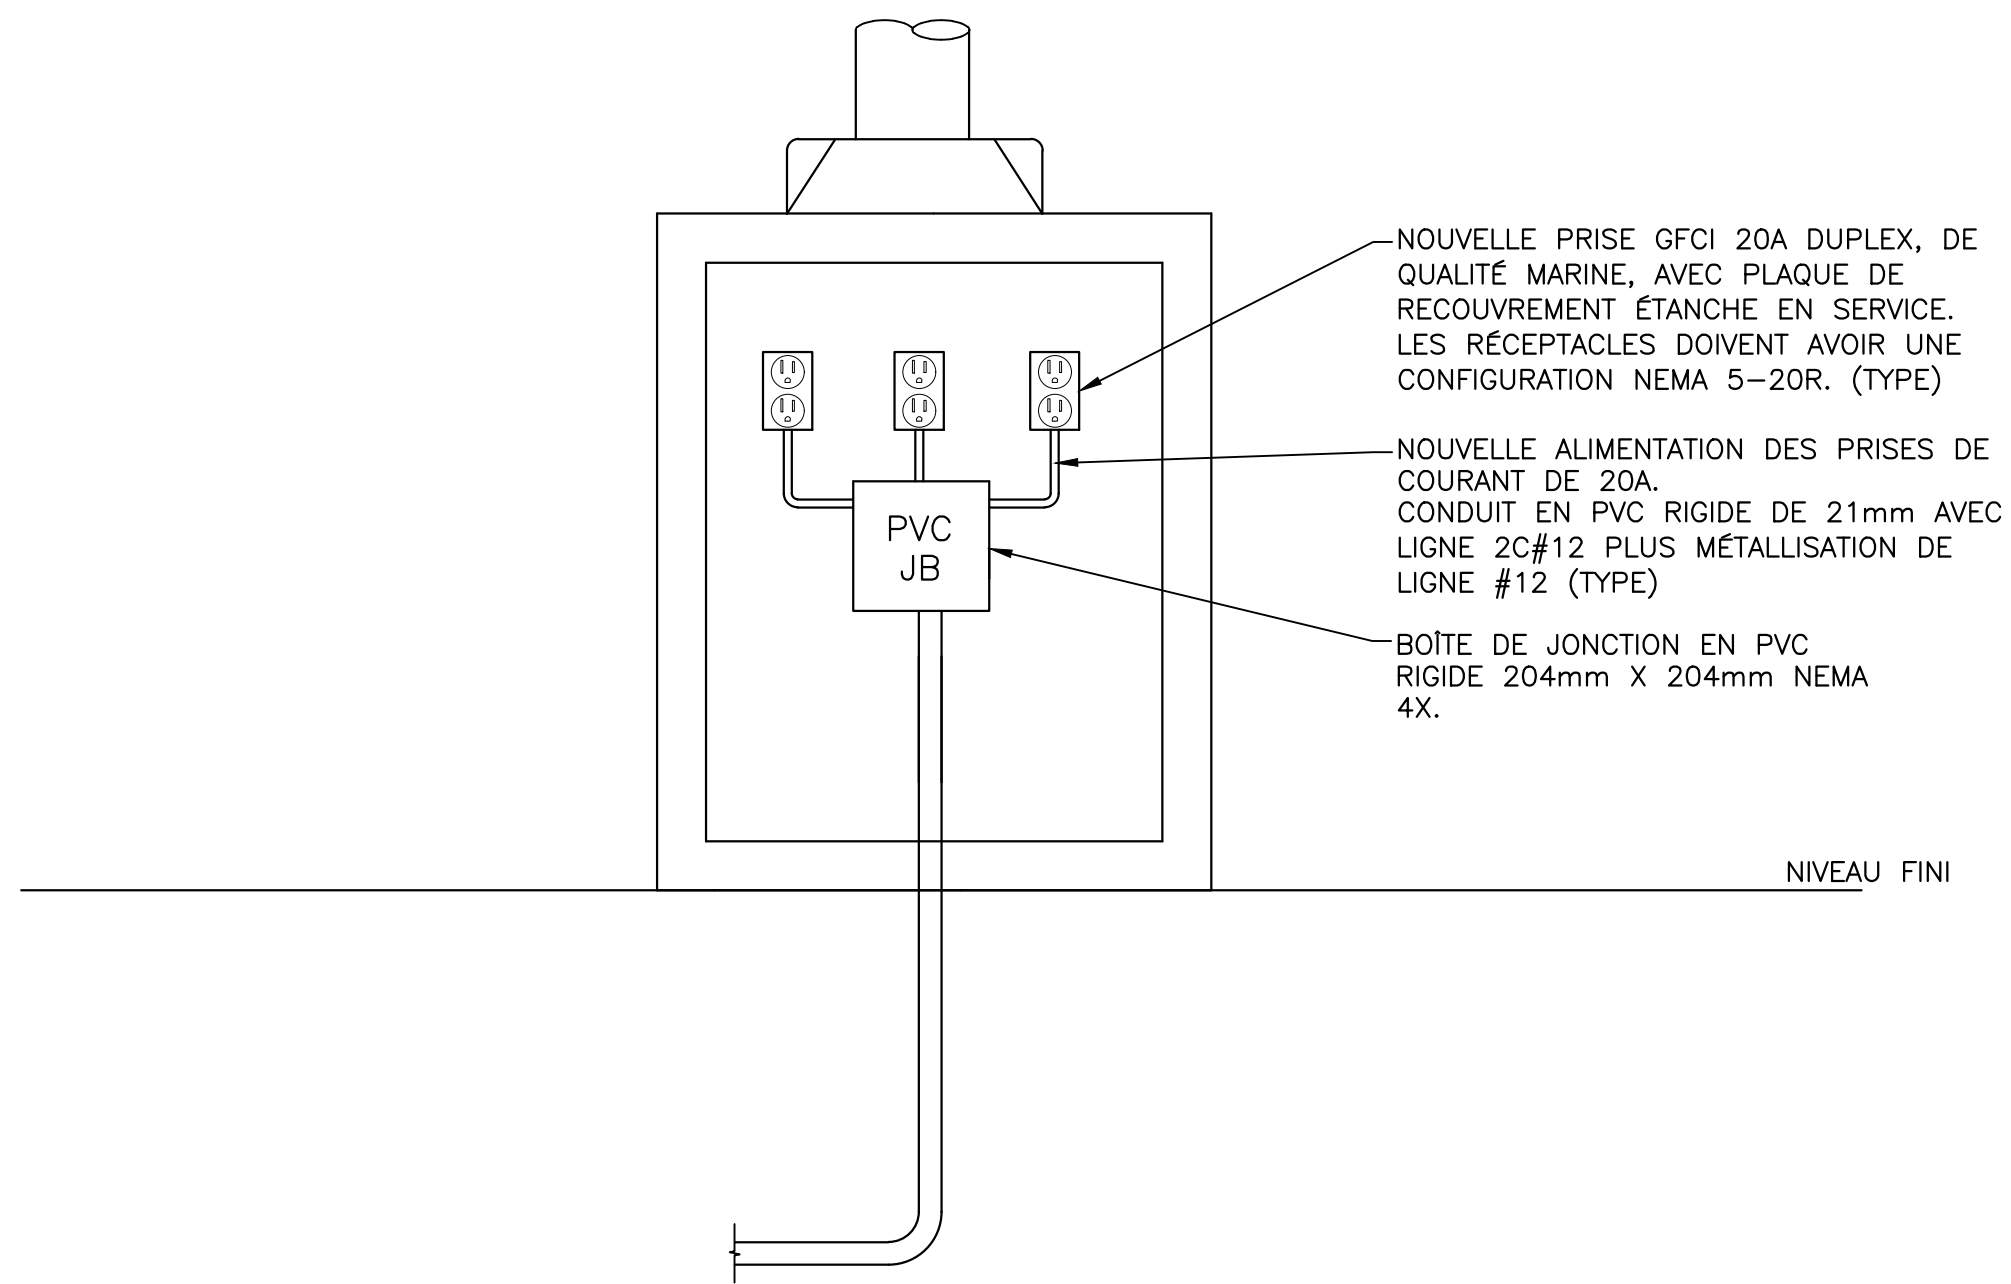 NOUVELLE PRISE GFCI 20A DUPLEX, DE
QUALITÉ MARINE, AVEC PLAQUE DE
RECOUVREMENT ÉTANCHE EN SERVICE.
LES RÉCEPTACLES DOIVENT AVOIR UNE
CONFIGURATION NEMA 5-20R. (TYPE)
NOUVELLE ALIMENTATION DES PRISES DE
COURANT DE 20A.
CONDUIT EN PVC RIGIDE DE 21mm AVEC
LIGNE 2C#12 PLUS MÉTALLISATION DE
LIGNE #12 (TYPE)
PVC
JB
BOÎTE DE JONCTION EN PVC
RIGIDE 204mm X 204mm NEMA
4X.
NIVEAU FINI